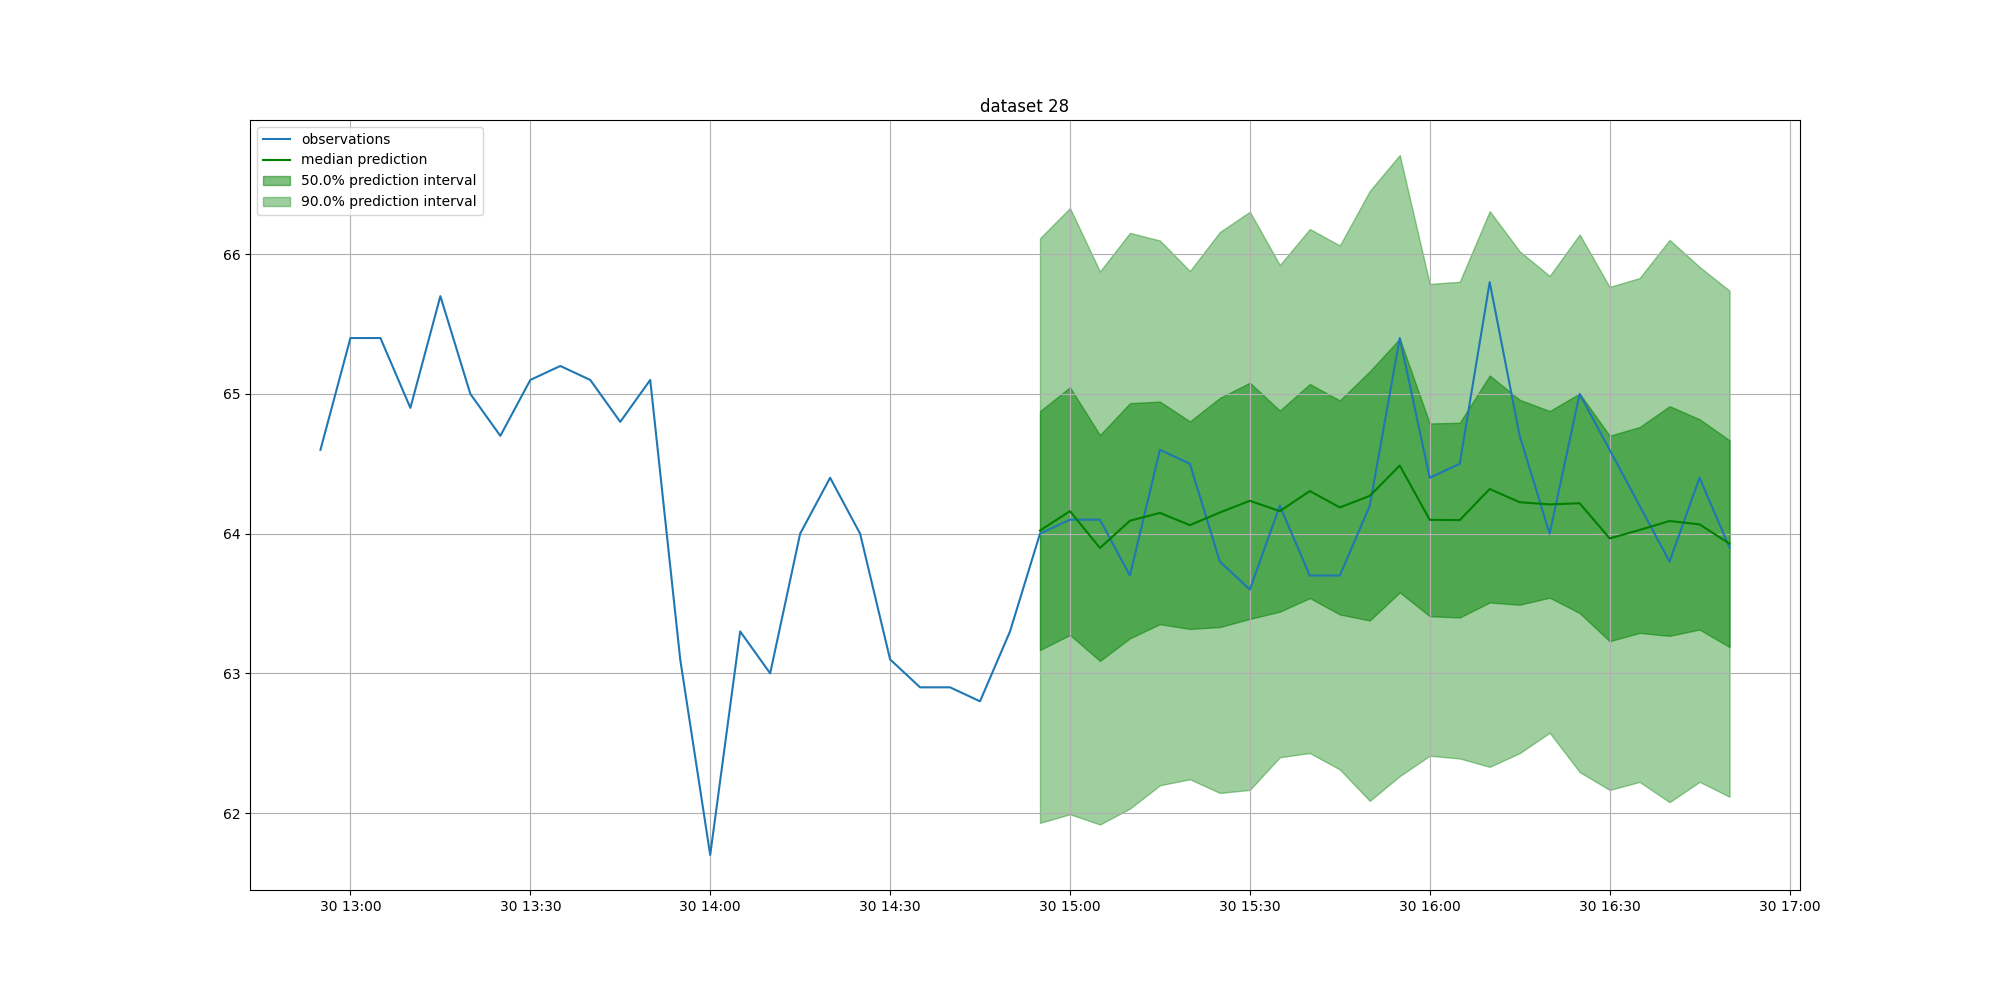 dataset 28
observations
median prediction
50.0% prediction interval
90.0% prediction interval
66
65
64
63
62
30 13:00
30 13:30
30 14:00
30 14:30
30 15:00
30 15:30
30 16:00
30 16:30
30 17:00